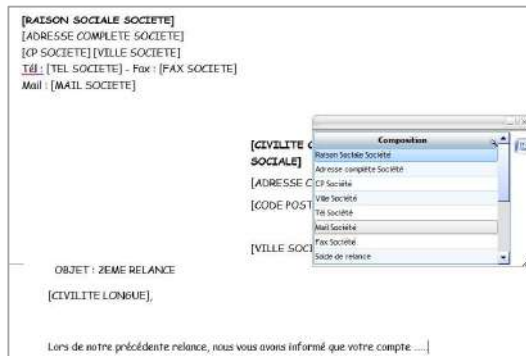 [RAISON SOCIALE SOCIETE]
[ADRESSE COMPLETE SOCIETE]
[CP SOCIETE] [VILLE SOCIETE]
Tél : [TEL SOCIETE] - Fax : [FAX SOCIETE]
Mail : [MAIL SOCIETE]
[CIVILITE
SOCIALE]
[ADRESSE
[CODE POST
[VILLE SOCI
Composition
Raison Sociale Société
Adresse complète Société
CP Société
Ville Société
Tél Société
Mail Société
Fax Société
Solde de relance
OBJET : 2EME RELANCE
[CIVILITE LONGUE],
Lors de notre précédente relance, nous vous avons informé que votre compte .....